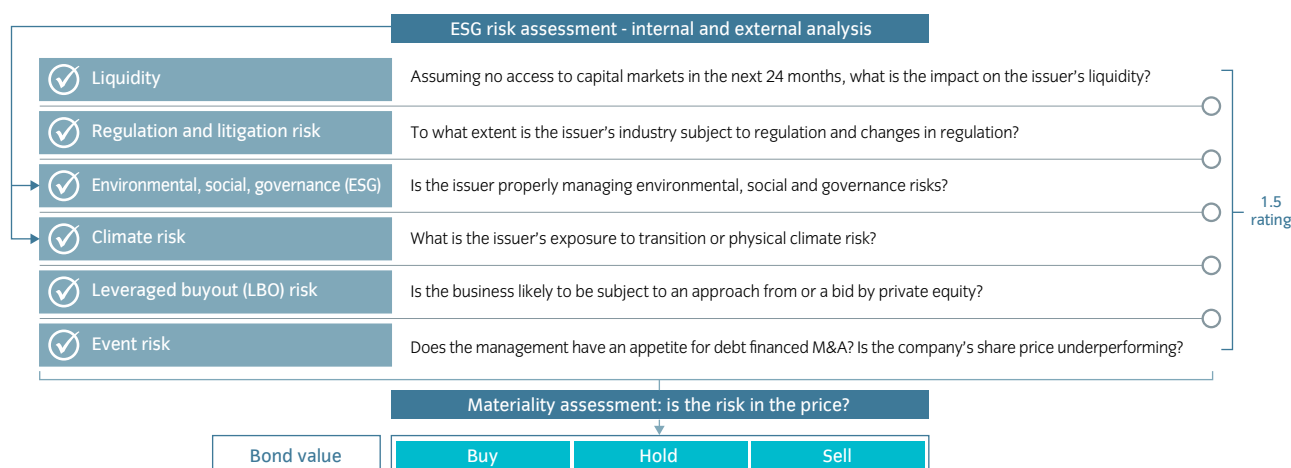 ESG risk assessment - internal and external analysis
Liquidity
Assuming no access to capital markets in the next 24 months, what is the impact on the issuer's liquidity?
Regulation and litigation risk
To what extent is the issuer's industry subject to regulation and changes in regulation?
Environmental, social, governance (ESG)
Is the issuer properly managing environmental, social and governance risks?
Climate risk
What is the issuer's exposure to transition or physical climate risk?
Leveraged buyout (LBO) risk
Is the business likely to be subject to an approach from or a bid by private equity?
Event risk
Does the management have an appetite for debt financed M&A? Is the company's share price underperforming?
1.5
rating
Materiality assessment: is the risk in the price?
Bond value
Buy
Hold
Sell